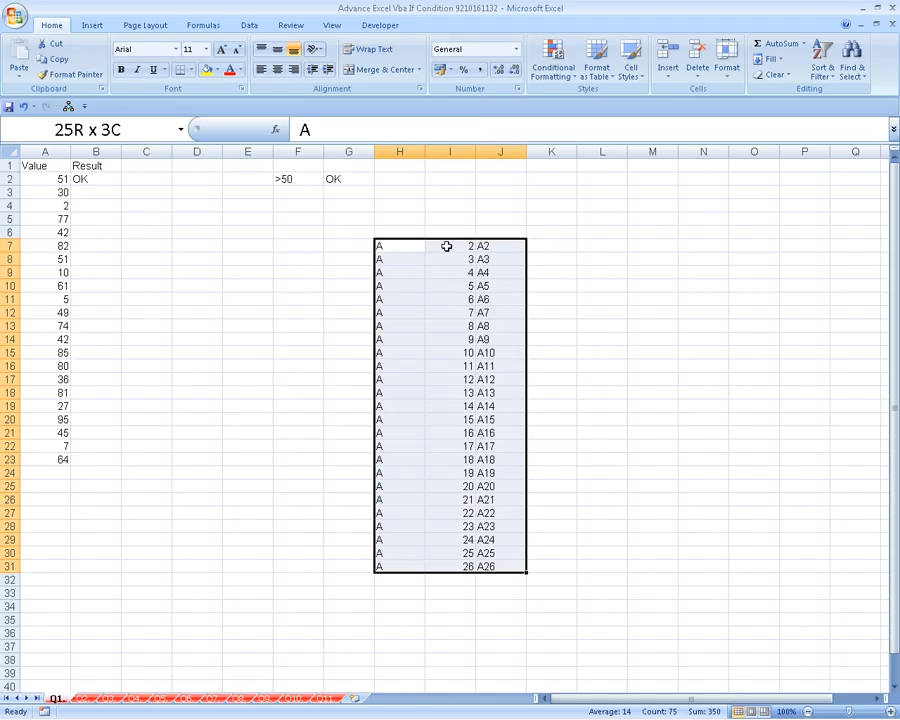 Advance Excel Vba If Condition 9210161132 - Microsoft Excel
Home Insert Page Layout Formulas Data Review View Developer
Paste
Cut
Copy
Format Painter
Clipboard
Arial 11
B I U
Font
Wrap Text
Merge & Center
Alignment
General
Number
Conditional Formatting
Format as Table
Cell Styles
Styles
Insert Delete Format
Cells
AutoSum
Fill
Clear
Sort & Filter
Find & Select
Editing
25R x 3C fx A
A B C D E F G H I J K L M N O P Q
1 Value Result
2 51 OK >50 OK
3 30
4 2
5 77
6 42
7 82 A 2 A2
8 51 A 3 A3
9 10 A 4 A4
10 61 A 5 A5
11 5 A 6 A6
12 49 A 7 A7
13 74 A 8 A8
14 42 A 9 A9
15 85 A 10 A10
16 80 A 11 A11
17 36 A 12 A12
18 81 A 13 A13
19 27 A 14 A14
20 95 A 15 A15
21 45 A 16 A16
22 7 A 17 A17
23 64 A 18 A18
24 A 19 A19
25 A 20 A20
26 A 21 A21
27 A 22 A22
28 A 23 A23
29 A 24 A24
30 A 25 A25
31 A 26 A26
32
33
34
35
36
37
38
39
40
Q1.
Ready Average: 14 Count: 75 Sum: 350 100%